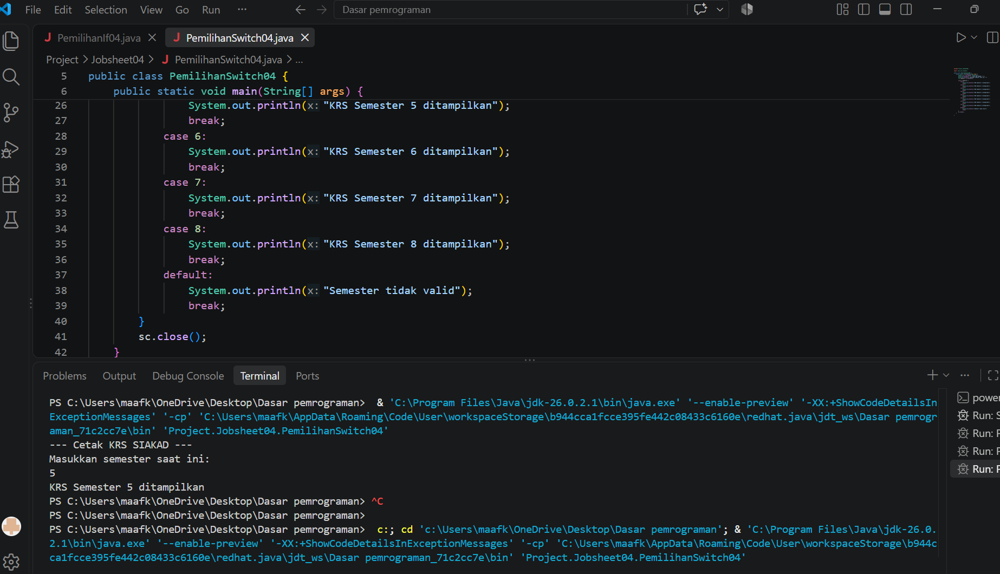 File Edit Selection View Go Run ··· Dasar pemrograman
PemilihanIf04.java PemilihanSwitch04.java
Project > Jobsheet04 > PemilihanSwitch04.java > ...
5 public class PemilihanSwitch04 {
6 public static void main(String[] args) {
26 System.out.println(x: "KRS Semester 5 ditampilkan");
27 break;
28 case 6:
29 System.out.println(x: "KRS Semester 6 ditampilkan");
30 break;
31 case 7:
32 System.out.println(x: "KRS Semester 7 ditampilkan");
33 break;
34 case 8:
35 System.out.println(x: "KRS Semester 8 ditampilkan");
36 break;
37 default:
38 System.out.println(x: "Semester tidak valid");
39 break;
40 }
41 sc.close();
42 }
Problems Output Debug Console Terminal Ports
PS C:\Users\maafk\OneDrive\Desktop\Dasar pemrograman>  & 'C:\Program Files\Java\jdk-26.0.2.1\bin\java.exe' '--enable-preview' '-XX:+ShowCodeDetailsIn
ExceptionMessages' '-cp' 'C:\Users\maafk\AppData\Roaming\Code\User\workspaceStorage\b944cca1fcce395fe442c08433c6160e\redhat.java\jdt_ws\Dasar pemrogr
aman_71c2cc7e\bin' 'Project.Jobsheet04.PemilihanSwitch04'
--- Cetak KRS SIAKAD ---
Masukkan semester saat ini:
5
KRS Semester 5 ditampilkan
PS C:\Users\maafk\OneDrive\Desktop\Dasar pemrograman> ^C
PS C:\Users\maafk\OneDrive\Desktop\Dasar pemrograman>
PS C:\Users\maafk\OneDrive\Desktop\Dasar pemrograman>  c:; cd 'c:\Users\maafk\OneDrive\Desktop\Dasar pemrograman'; & 'C:\Program Files\Java\jdk-26.0.
2.1\bin\java.exe' '--enable-preview' '-XX:+ShowCodeDetailsInExceptionMessages' '-cp' 'C:\Users\maafk\AppData\Roaming\Code\User\workspaceStorage\b944c
ca1fcce395fe442c08433c6160e\redhat.java\jdt_ws\Dasar pemrograman_71c2cc7e\bin' 'Project.Jobsheet04.PemilihanSwitch04'
power
Run: S
Run: P
Run: P
Run: P